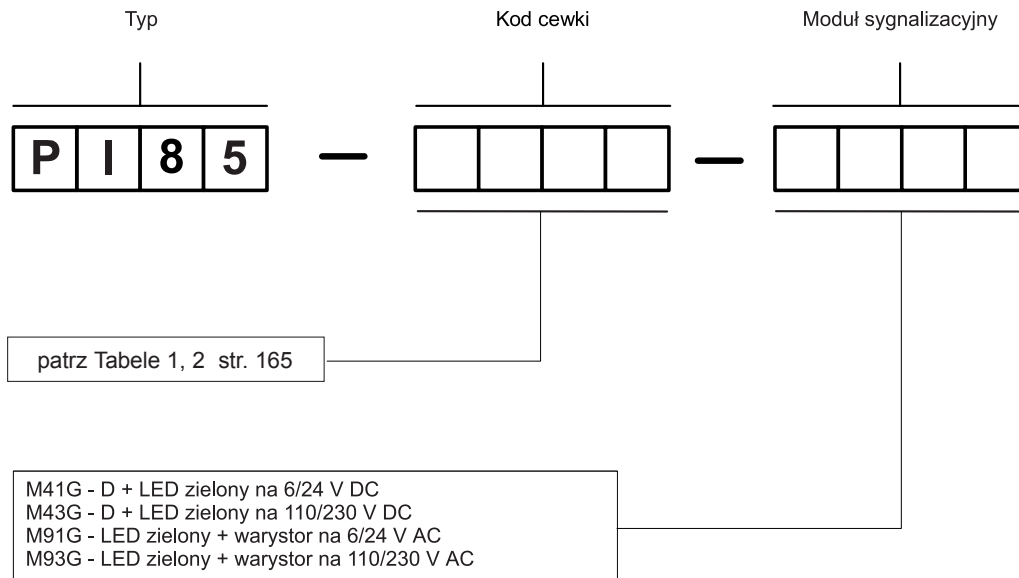 Typ
Kod cewki
Moduł sygnalizacyjny
PI85 — —
patrz Tabele 1, 2 str. 165
M41G - D + LED zielony na 6/24 V DC
M43G - D + LED zielony na 110/230 V DC
M91G - LED zielony + warystor na 6/24 V AC
M93G - LED zielony + warystor na 110/230 V AC